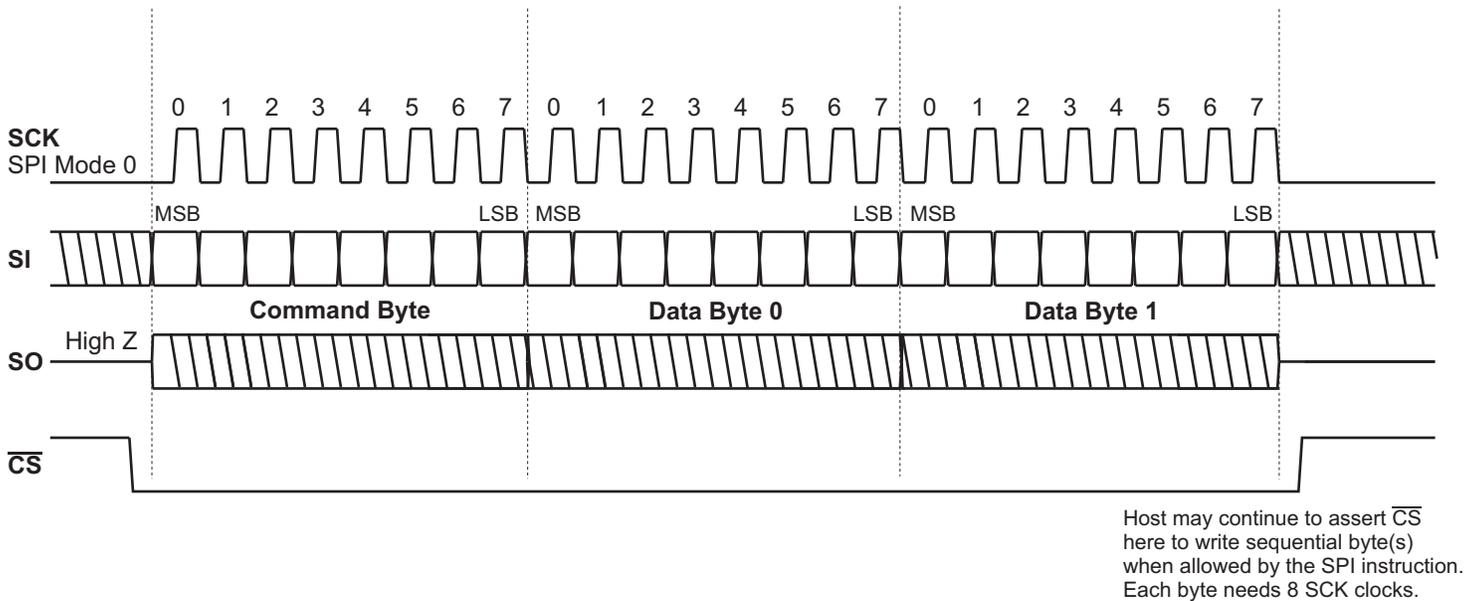 0 1 2 3 4 5 6 7 0 1 2 3 4 5 6 7 0 1 2 3 4 5 6 7
SCK
SPI Mode 0
MSB LSB MSB LSB MSB LSB
SI
Command Byte Data Byte 0 Data Byte 1
High Z
SO
CS
Host may continue to assert CS
here to write sequential byte(s)
when allowed by the SPI instruction.
Each byte needs 8 SCK clocks.